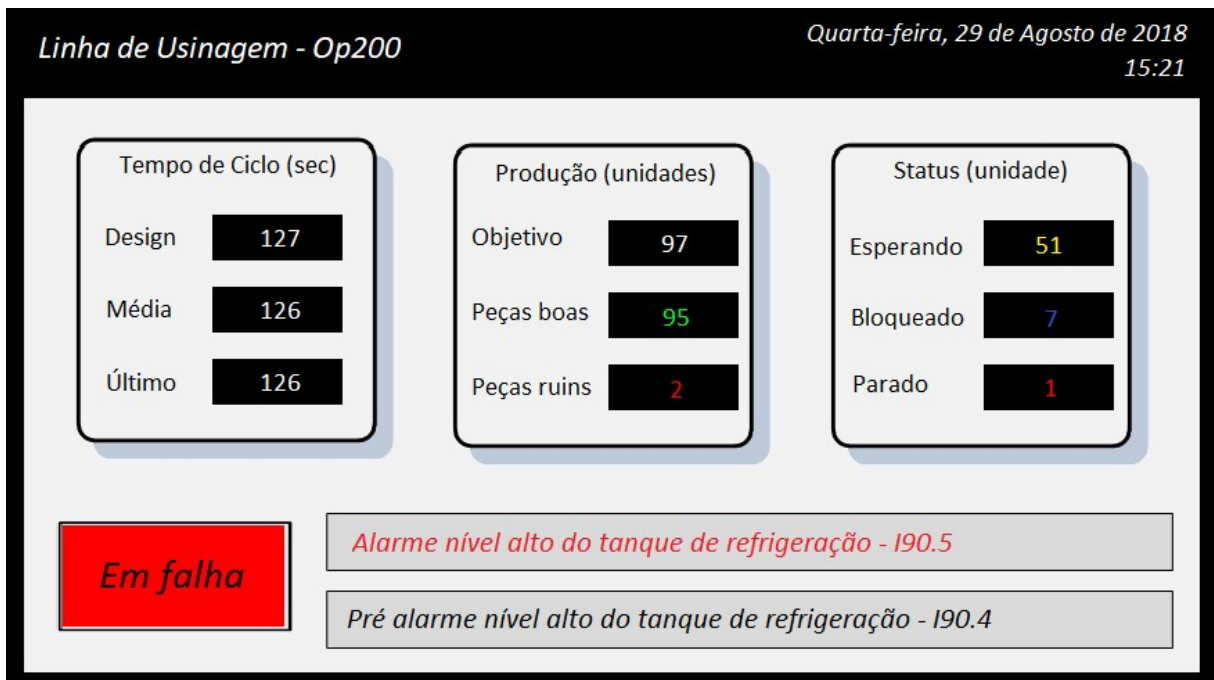 Linha de Usinagem - Op200
Quarta-feira, 29 de Agosto de 2018
15:21
Tempo de Ciclo (sec)
Design 127
Média 126
Último 126
Produção (unidades)
Objetivo 97
Peças boas 95
Peças ruins 2
Status (unidade)
Esperando 51
Bloqueado 7
Parado 1
Em falha
Alarme nível alto do tanque de refrigeração - I90.5
Pré alarme nível alto do tanque de refrigeração - I90.4